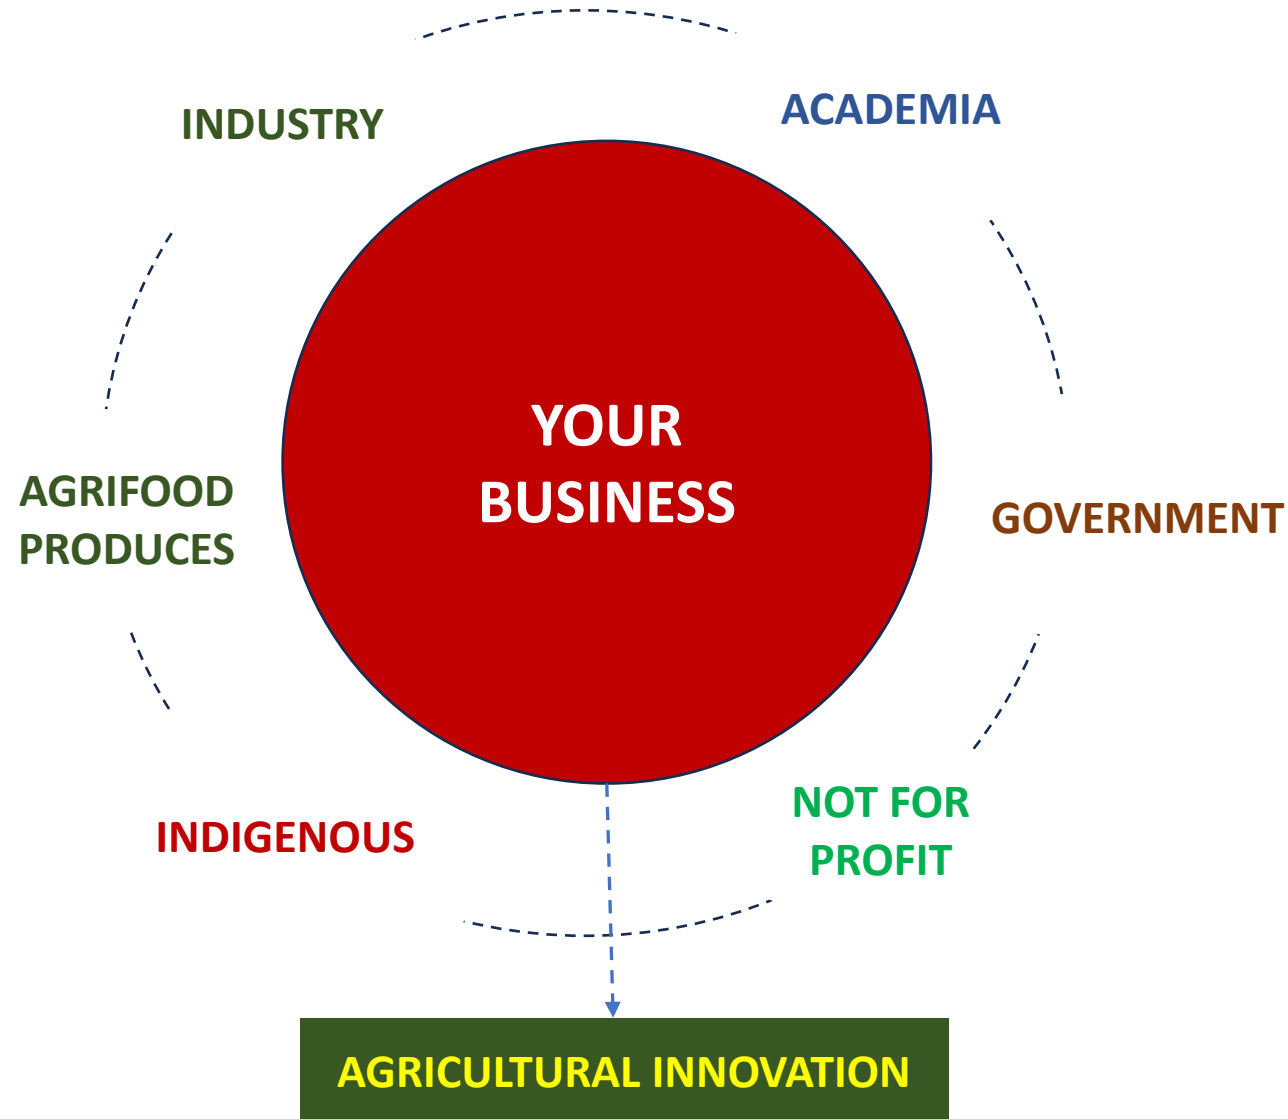 INDUSTRY
ACADEMIA
YOUR
BUSINESS
AGRIFOOD
PRODUCES
GOVERNMENT
INDIGENOUS
NOT FOR
PROFIT
AGRICULTURAL INNOVATION